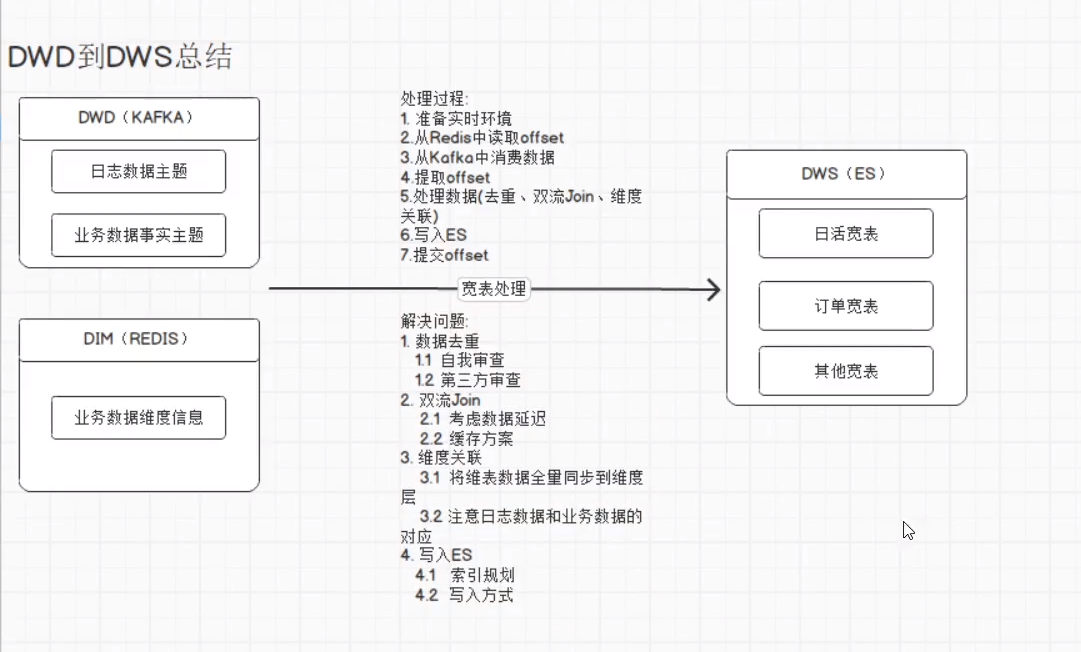 DWD到DWS总结
DWD（KAFKA）
日志数据主题
业务数据事实主题
DIM（REDIS）
业务数据维度信息
处理过程:
1. 准备实时环境
2.从Redis中读取offset
3.从Kafka中消费数据
4.提取offset
5.处理数据(去重、双流Join、维度
关联)
6.写入ES
7.提交offset
宽表处理
解决问题:
1. 数据去重
1.1 自我审查
1.2 第三方审查
2. 双流Join
2.1 考虑数据延迟
2.2 缓存方案
3. 维度关联
3.1 将维表数据全量同步到维度
层
3.2 注意日志数据和业务数据的
对应
4. 写入ES
4.1 索引规划
4.2 写入方式
DWS（ES）
日活宽表
订单宽表
其他宽表